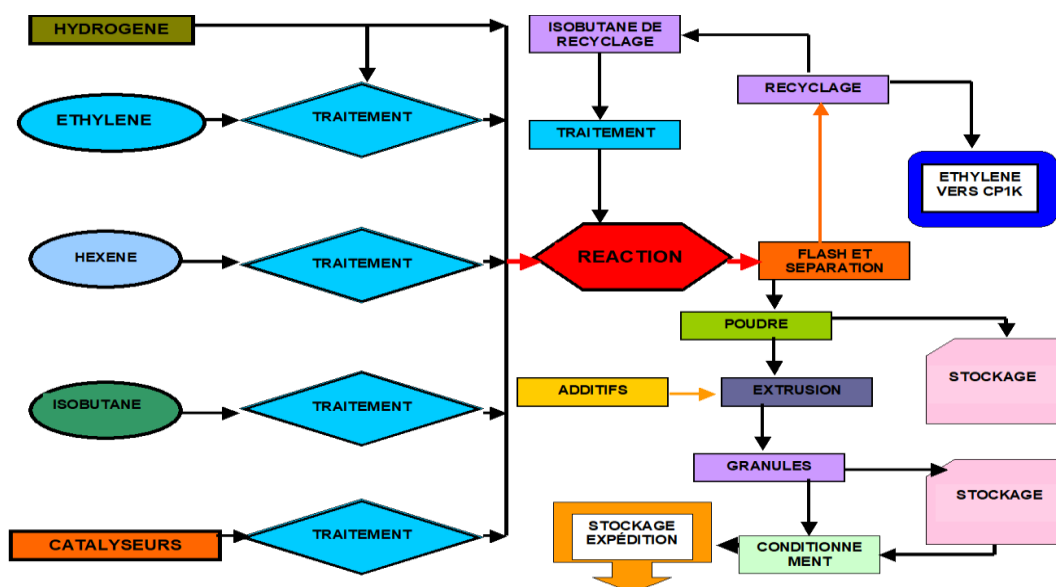 HYDROGENE
ETHYLENE
TRAITEMENT
HEXENE
TRAITEMENT
ISOBUTANE
TRAITEMENT
CATALYSEURS
TRAITEMENT
ISOBUTANE DE
RECYCLAGE
TRAITEMENT
RECYCLAGE
ETHYLENE
VERS CP1K
REACTION
FLASH ET
SEPARATION
POUDRE
STOCKAGE
ADDITIFS
EXTRUSION
GRANULES
STOCKAGE
STOCKAGE
EXPÉDITION
CONDITIONNE
MENT